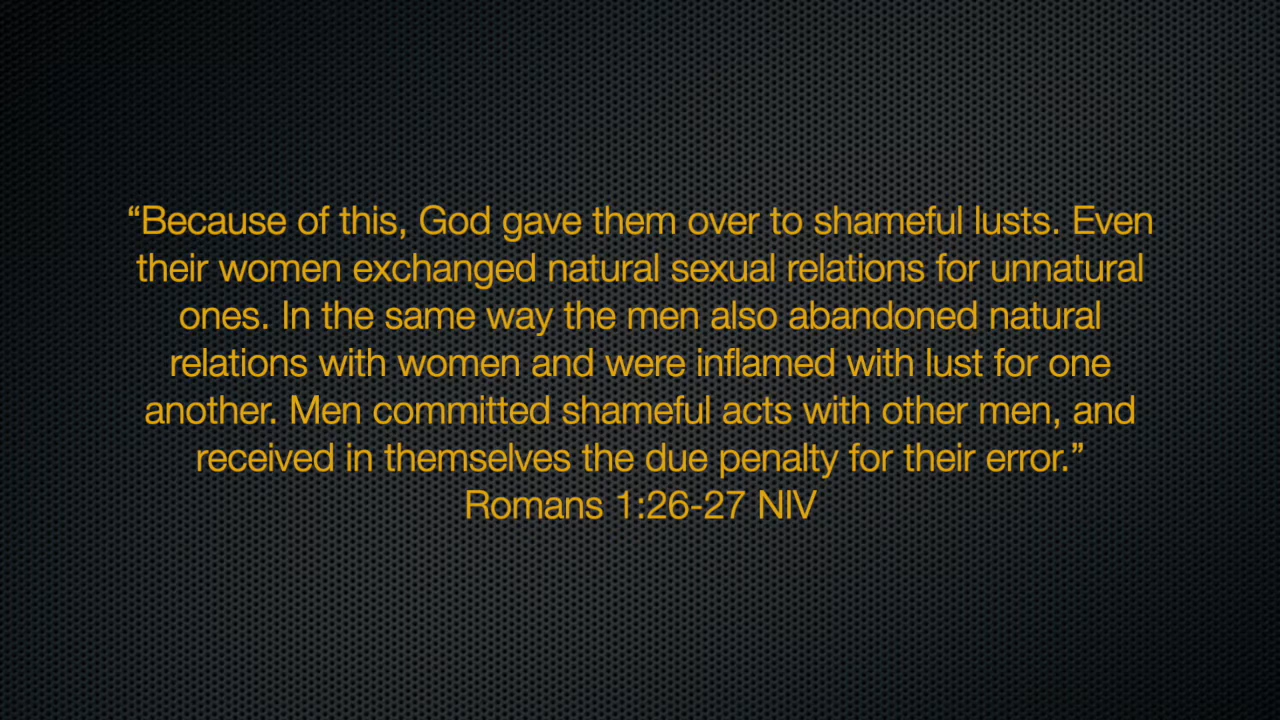 “Because of this, God gave them over to shameful lusts. Even
their women exchanged natural sexual relations for unnatural
ones. In the same way the men also abandoned natural
relations with women and were inflamed with lust for one
another. Men committed shameful acts with other men, and
received in themselves the due penalty for their error.”
Romans 1:26-27 NIV